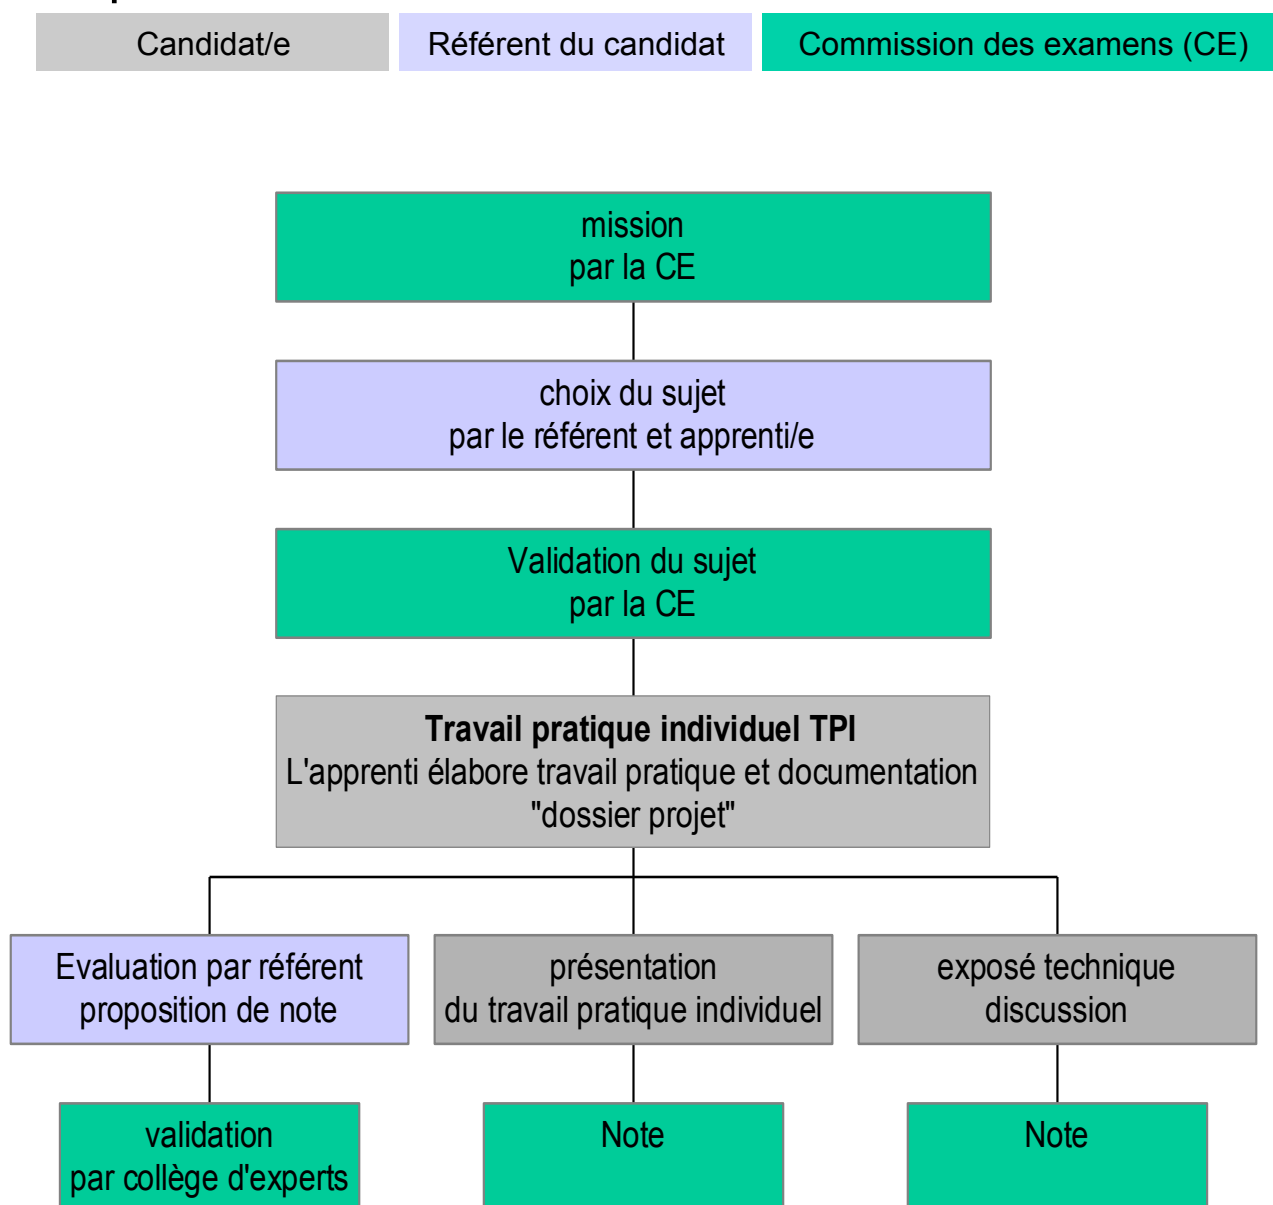 Candidat/e
Référent du candidat
Commission des examens (CE)
mission
par la CE
choix du sujet
par le référent et apprenti/e
Validation du sujet
par la CE
Travail pratique individuel TPI
L'apprenti élabore travail pratique et documentation
"dossier projet"
Evaluation par référent
proposition de note
présentation
du travail pratique individuel
exposé technique
discussion
validation
par collège d'experts
Note
Note